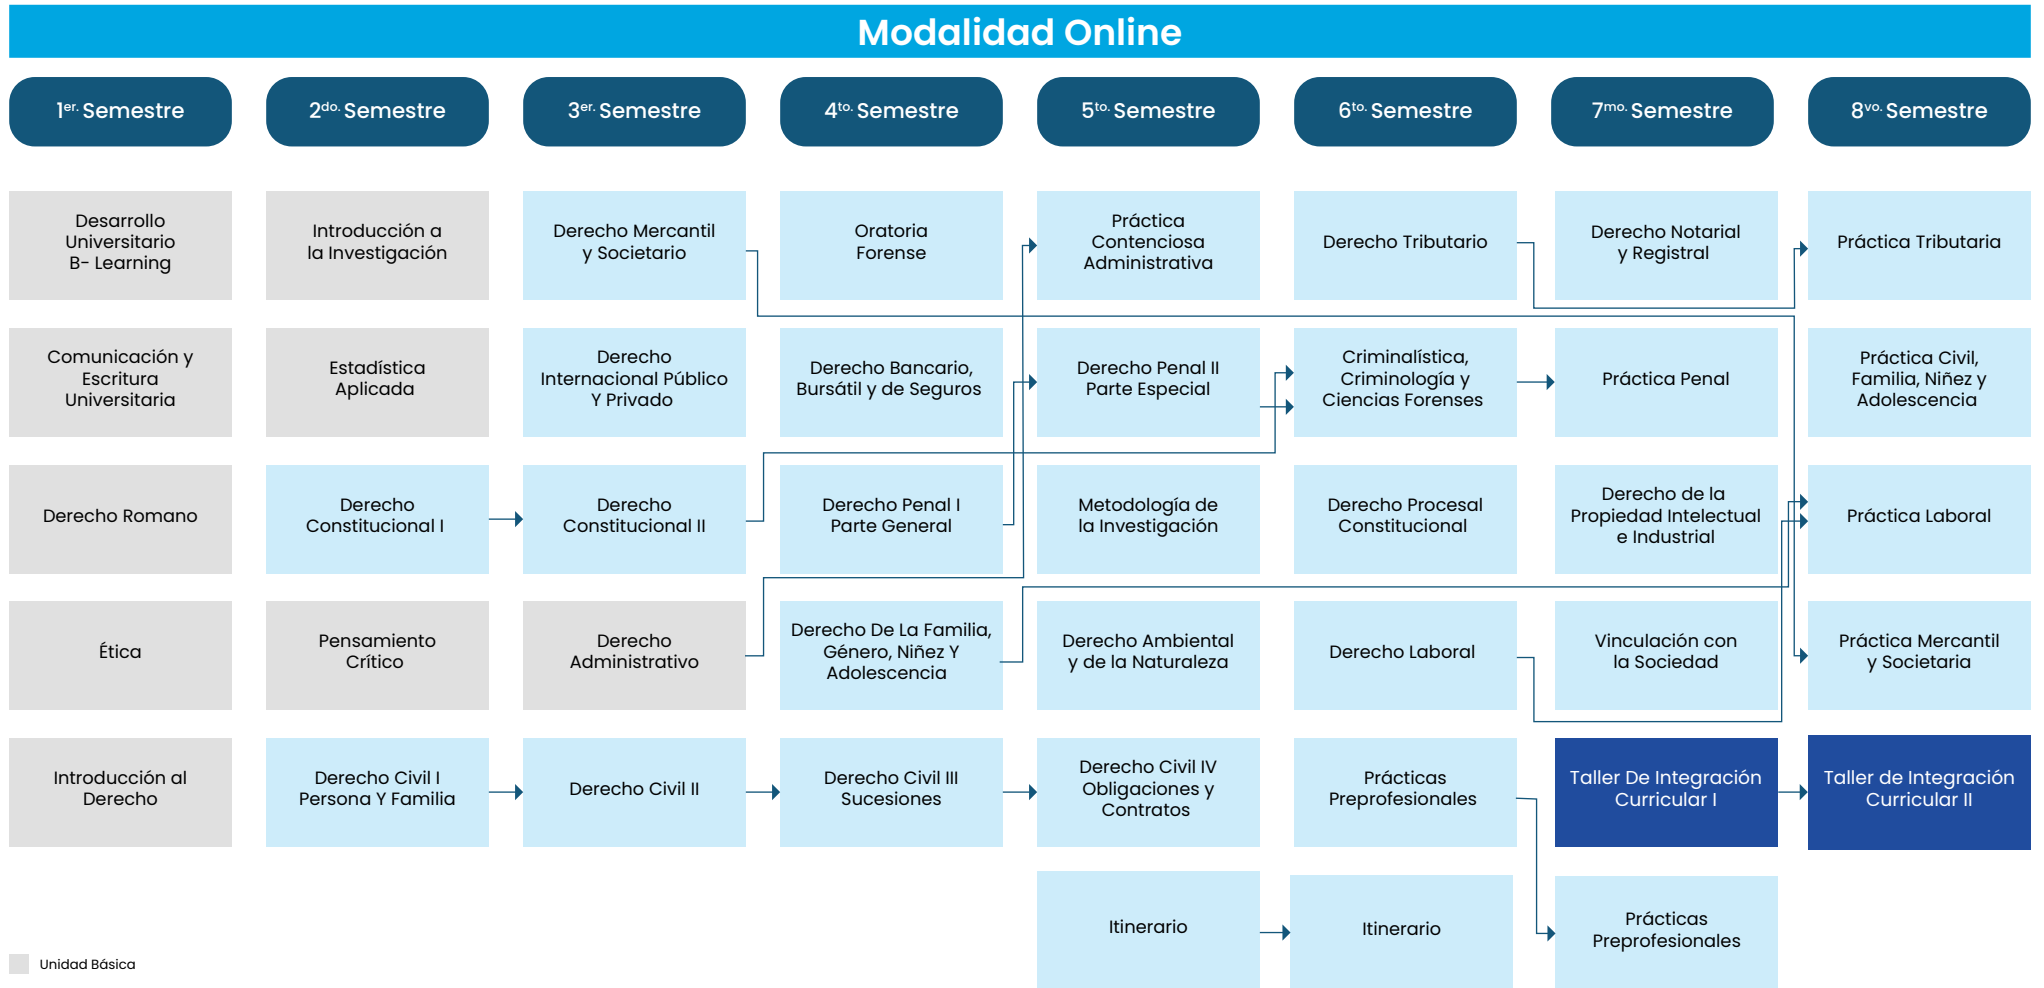 Modalidad Online
1er. Semestre
2do. Semestre
3er. Semestre
4to. Semestre
5to. Semestre
6to. Semestre
7mo. Semestre
8vo. Semestre
Desarrollo
Universitario
B- Learning
Introducción a
la Investigación
Derecho Mercantil
y Societario
Oratoria
Forense
Práctica
Contenciosa
Administrativa
Derecho Tributario
Derecho Notarial
y Registral
Práctica Tributaria
Comunicación y
Escritura
Universitaria
Estadística
Aplicada
Derecho
Internacional Público
Y Privado
Derecho Bancario,
Bursátil y de Seguros
Derecho Penal II
Parte Especial
Criminalística,
Criminología y
Ciencias Forenses
Práctica Penal
Práctica Civil,
Familia, Niñez y
Adolescencia
Derecho Romano
Derecho
Constitucional I
Derecho
Constitucional II
Derecho Penal I
Parte General
Metodología de
la Investigación
Derecho Procesal
Constitucional
Derecho de la
Propiedad Intelectual
e Industrial
Práctica Laboral
Ética
Pensamiento
Crítico
Derecho
Administrativo
Derecho De La Familia,
Género, Niñez Y
Adolescencia
Derecho Ambiental
y de la Naturaleza
Derecho Laboral
Vinculación con
la Sociedad
Práctica Mercantil
y Societaria
Introducción al
Derecho
Derecho Civil I
Persona Y Familia
Derecho Civil II
Derecho Civil III
Sucesiones
Derecho Civil IV
Obligaciones y
Contratos
Prácticas
Preprofesionales
Taller De Integración
Curricular I
Taller de Integración
Curricular II
Itinerario
Itinerario
Prácticas
Preprofesionales
Unidad Básica